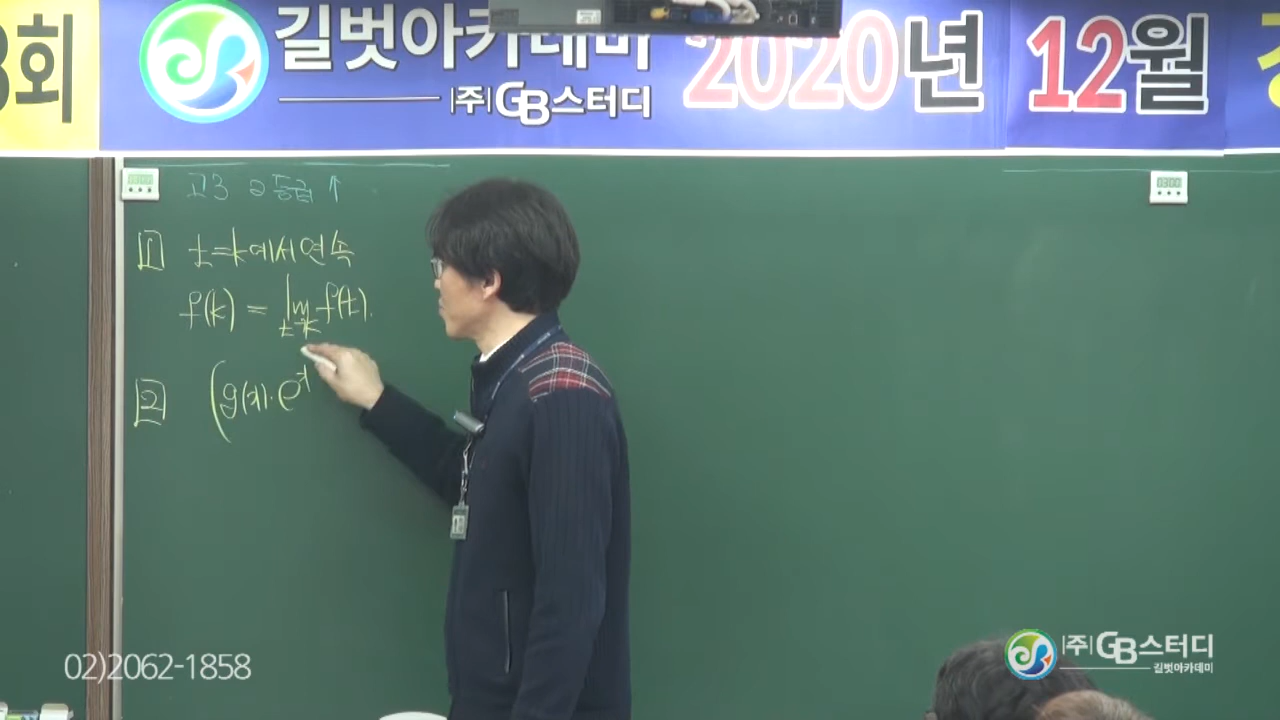 3회
길벗아카데미
|주| GB스터디
2020년 12월
고3 2등급 ↑
1 t=k에서 연속
f(k) = lim t→k f(t).
2 (g(x)·e^x
02)2062-1858
|주| GB스터디
길벗아카데미